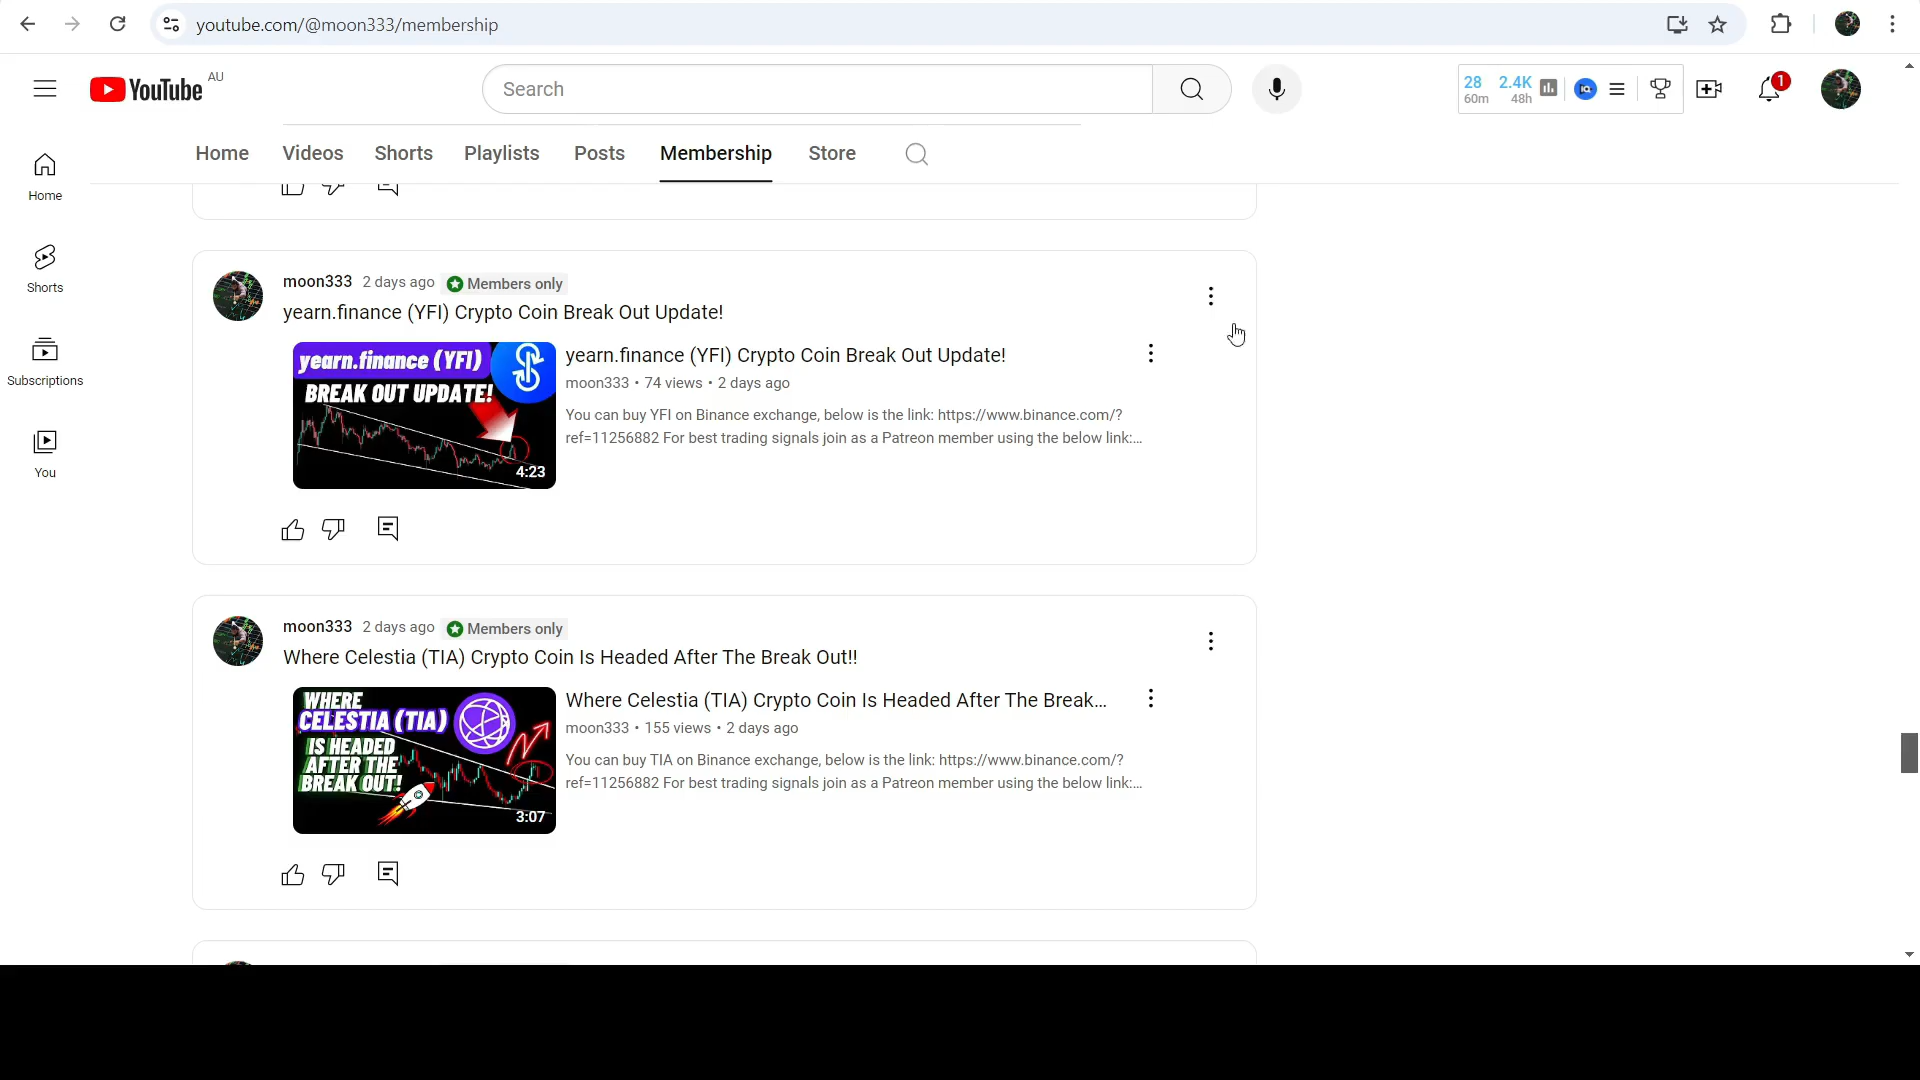 youtube.com/@moon333/membership
YouTube AU
Search
28 2.4K
60m 48h
1
Home Videos Shorts Playlists Posts Membership Store
Home
Shorts
Subscriptions
You
moon333 2 days ago Members only
yearn.finance (YFI) Crypto Coin Break Out Update!
yearn.finance (YFI)
BREAK OUT UPDATE!
4:23
yearn.finance (YFI) Crypto Coin Break Out Update!
moon333 • 74 views • 2 days ago
You can buy YFI on Binance exchange, below is the link: https://www.binance.com/?
ref=11256882 For best trading signals join as a Patreon member using the below link:...
moon333 2 days ago Members only
Where Celestia (TIA) Crypto Coin Is Headed After The Break Out!!
WHERE
CELESTIA (TIA)
IS HEADED
AFTER THE
BREAK OUT!
3:07
Where Celestia (TIA) Crypto Coin Is Headed After The Break...
moon333 • 155 views • 2 days ago
You can buy TIA on Binance exchange, below is the link: https://www.binance.com/?
ref=11256882 For best trading signals join as a Patreon member using the below link:...